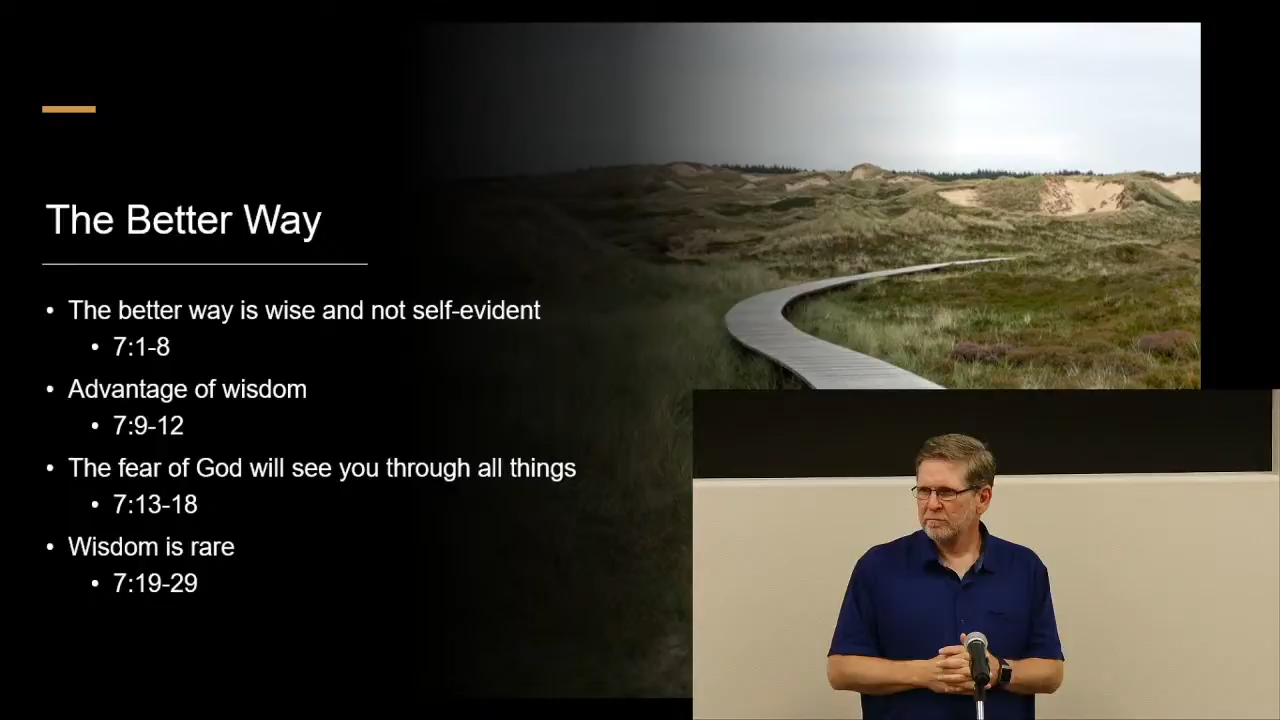 The Better Way
• The better way is wise and not self-evident
• 7:1-8
• Advantage of wisdom
• 7:9-12
• The fear of God will see you through all things
• 7:13-18
• Wisdom is rare
• 7:19-29